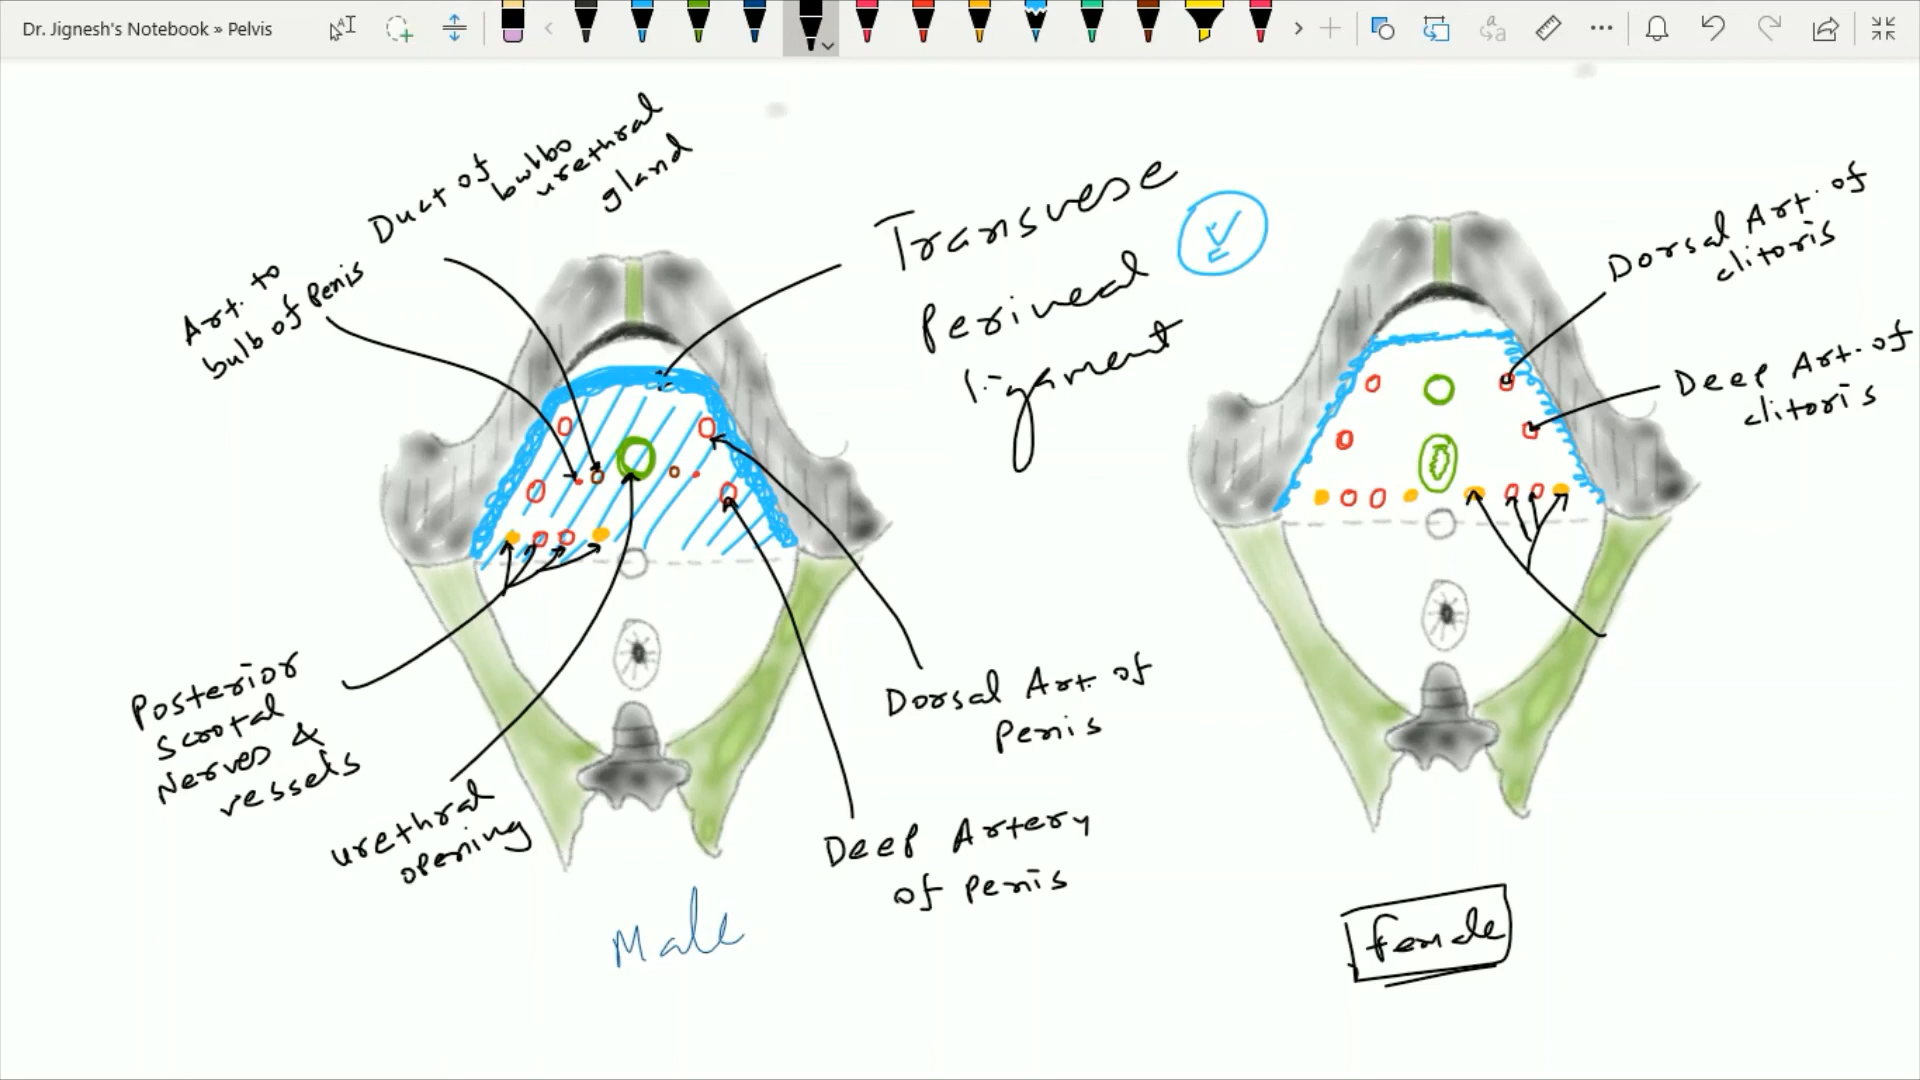 Dr. Jignesh's Notebook » Pelvis
Duct of bulbo
urethral
gland
Art. to
bulb of Penis
Transvese
Perineal
ligament
Dorsal Art. of
clitoris
Deep Art. of
clitoris
Posterior
Scrotal
Nerves &
vessels
urethral
opening
Dorsal Art. of
Penis
Deep Artery
of Penis
Male
Female